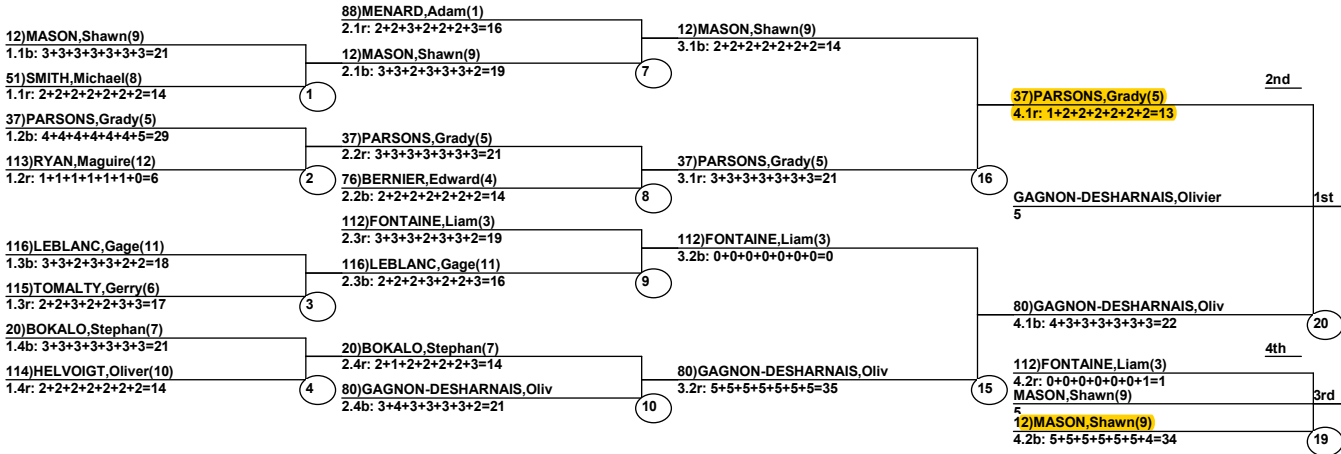 12)MASON,Shawn(9)
1.1b: 3+3+3+3+3+3+3=21
51)SMITH,Michael(8)
1.1r: 2+2+2+2+2+2+2=14
1
37)PARSONS,Grady(5)
1.2b: 4+4+4+4+4+4+5=29
113)RYAN,Maguire(12)
1.2r: 1+1+1+1+1+1+0=6
2
116)LEBLANC,Gage(11)
1.3b: 3+3+2+3+3+2+2=18
115)TOMALTY,Gerry(6)
1.3r: 2+2+3+2+2+3+3=17
3
20)BOKALO,Stephan(7)
1.4b: 3+3+3+3+3+3+3=21
114)HELVOIGT,Oliver(10)
1.4r: 2+2+2+2+2+2+2=14
4
88)MENARD,Adam(1)
2.1r: 2+2+3+2+2+2+3=16
12)MASON,Shawn(9)
2.1b: 3+3+2+3+3+3+2=19
7
37)PARSONS,Grady(5)
2.2r: 3+3+3+3+3+3+3=21
76)BERNIER,Edward(4)
2.2b: 2+2+2+2+2+2+2=14
8
112)FONTAINE,Liam(3)
2.3r: 3+3+3+2+3+3+2=19
116)LEBLANC,Gage(11)
2.3b: 2+2+2+3+2+2+3=16
9
20)BOKALO,Stephan(7)
2.4r: 2+1+2+2+2+2+3=14
80)GAGNON-DESHARNAIS,Oliv
2.4b: 3+4+3+3+3+3+2=21
10
12)MASON,Shawn(9)
3.1b: 2+2+2+2+2+2+2=14
37)PARSONS,Grady(5)
3.1r: 3+3+3+3+3+3+3=21
16
112)FONTAINE,Liam(3)
3.2b: 0+0+0+0+0+0+0=0
80)GAGNON-DESHARNAIS,Oliv
3.2r: 5+5+5+5+5+5+5=35
15
2nd
37)PARSONS,Grady(5)
4.1r: 1+2+2+2+2+2+2=13
GAGNON-DESHARNAIS,Olivier
1st
5
80)GAGNON-DESHARNAIS,Oliv
4.1b: 4+3+3+3+3+3+3=22
20
4th
112)FONTAINE,Liam(3)
4.2r: 0+0+0+0+0+0+1=1
MASON,Shawn(9)
3rd
5
12)MASON,Shawn(9)
4.2b: 5+5+5+5+5+5+4=34
19